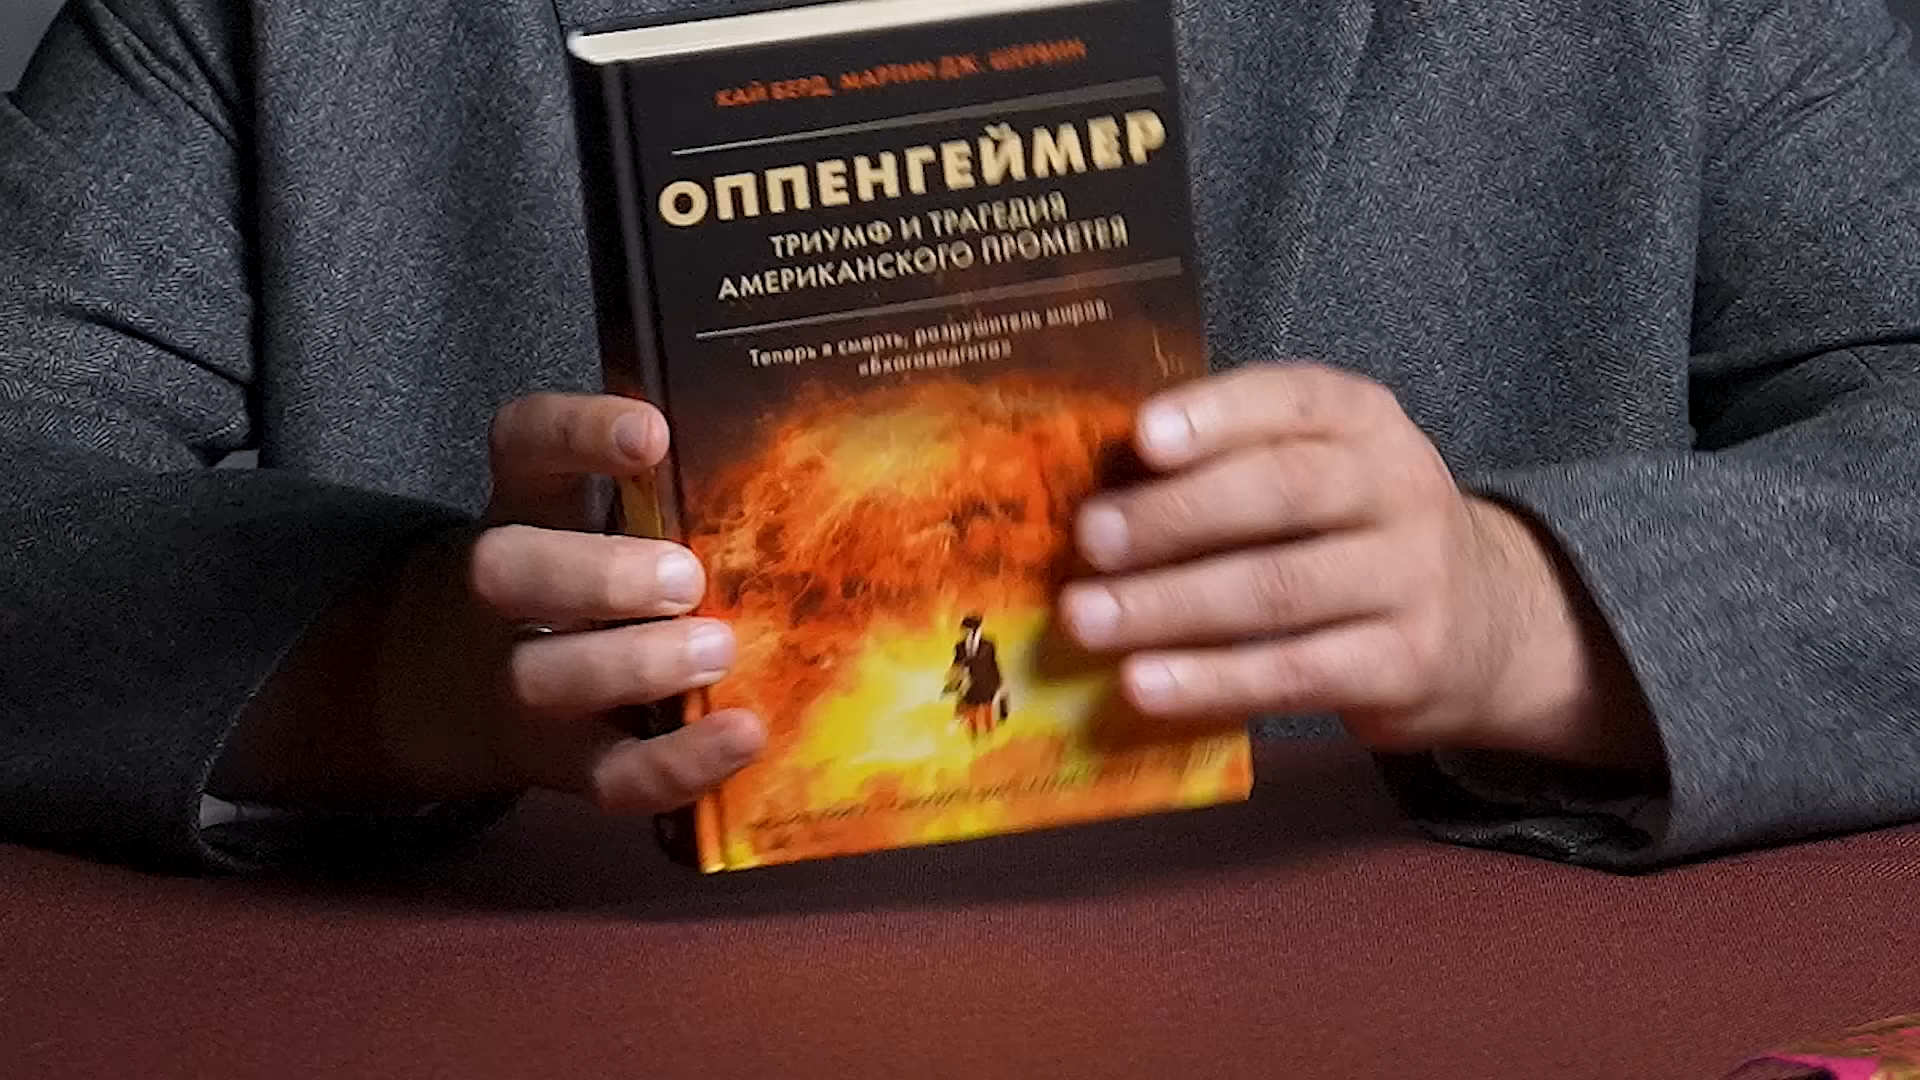 КАЙ БЕРД, МАРТИН ДЖ. ШЕРВИН
ОППЕНГЕЙМЕР
ТРИУМФ И ТРАГЕДИЯ
АМЕРИКАНСКОГО ПРОМЕТЕЯ
Теперь я смерть, разрушитель миров.
«Бхагавадгита»